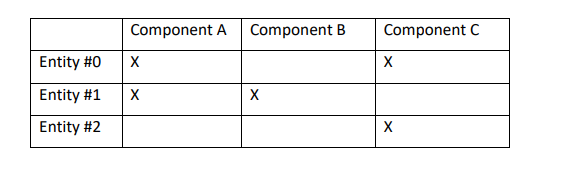 Component A Component B Component C
Entity #0 X X
Entity #1 X X
Entity #2 X